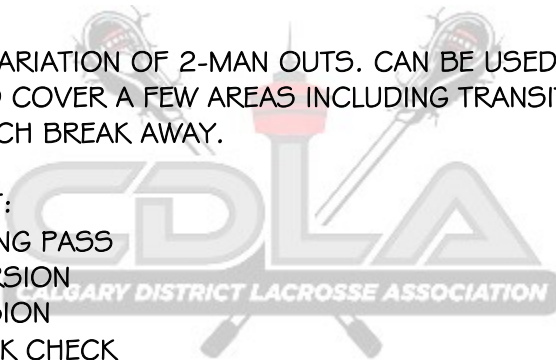 ARIATION OF 2-MAN OUTS. CAN BE USED
COVER A FEW AREAS INCLUDING TRANSIT
CH BREAK AWAY.
T:
NG PASS
RSION
SION
K CHECK
CDLA
CALGARY DISTRICT LACROSSE ASSOCIATION